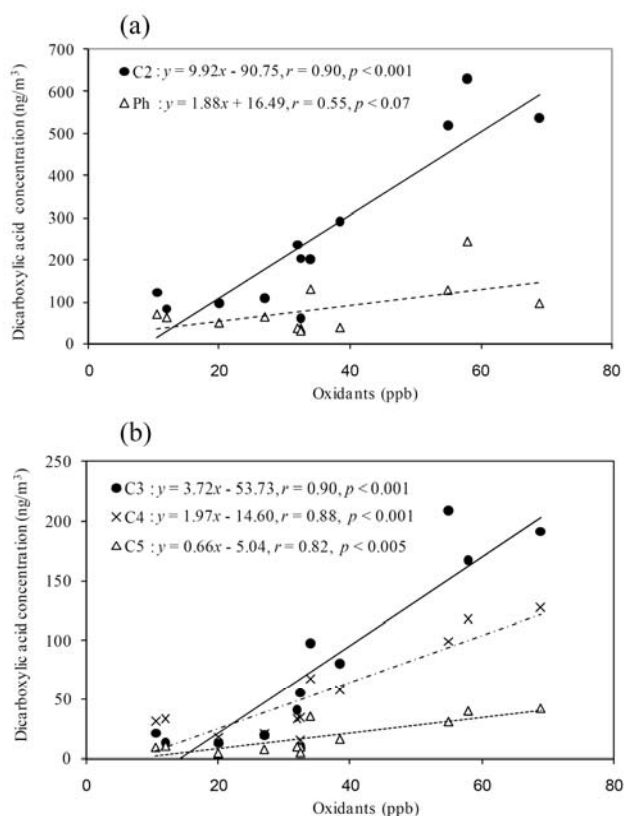 (a)
700
600
500
400
300
200
100
0
Dicarboxylic acid concentration (ng/m³)
C2 : y = 9.92x - 90.75, r = 0.90, p < 0.001
Ph : y = 1.88x + 16.49, r = 0.55, p < 0.07
0 20 40 60 80
Oxidants (ppb)
(b)
250
200
150
100
50
0
Dicarboxylic acid concentration (ng/m³)
C3 : y = 3.72x - 53.73, r = 0.90, p < 0.001
C4 : y = 1.97x - 14.60, r = 0.88, p < 0.001
C5 : y = 0.66x - 5.04, r = 0.82, p < 0.005
0 20 40 60 80
Oxidants (ppb)